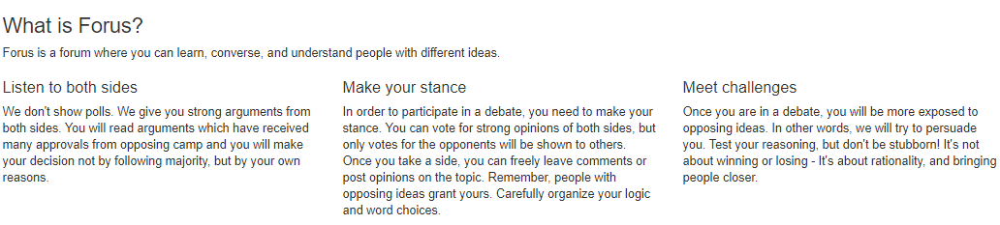 What is Forus?
Forus is a forum where you can learn, converse, and understand people with different ideas.
Listen to both sides
We don't show polls. We give you strong arguments from
both sides. You will read arguments which have received
many approvals from opposing camp and you will make
your decision not by following majority, but by your own
reasons.
Make your stance
In order to participate in a debate, you need to make your
stance. You can vote for strong opinions of both sides, but
only votes for the opponents will be shown to others.
Once you take a side, you can freely leave comments or
post opinions on the topic. Remember, people with
opposing ideas grant yours. Carefully organize your logic
and word choices.
Meet challenges
Once you are in a debate, you will be more exposed to
opposing ideas. In other words, we will try to persuade
you. Test your reasoning, but don't be stubborn! It's not
about winning or losing - It's about rationality, and bringing
people closer.